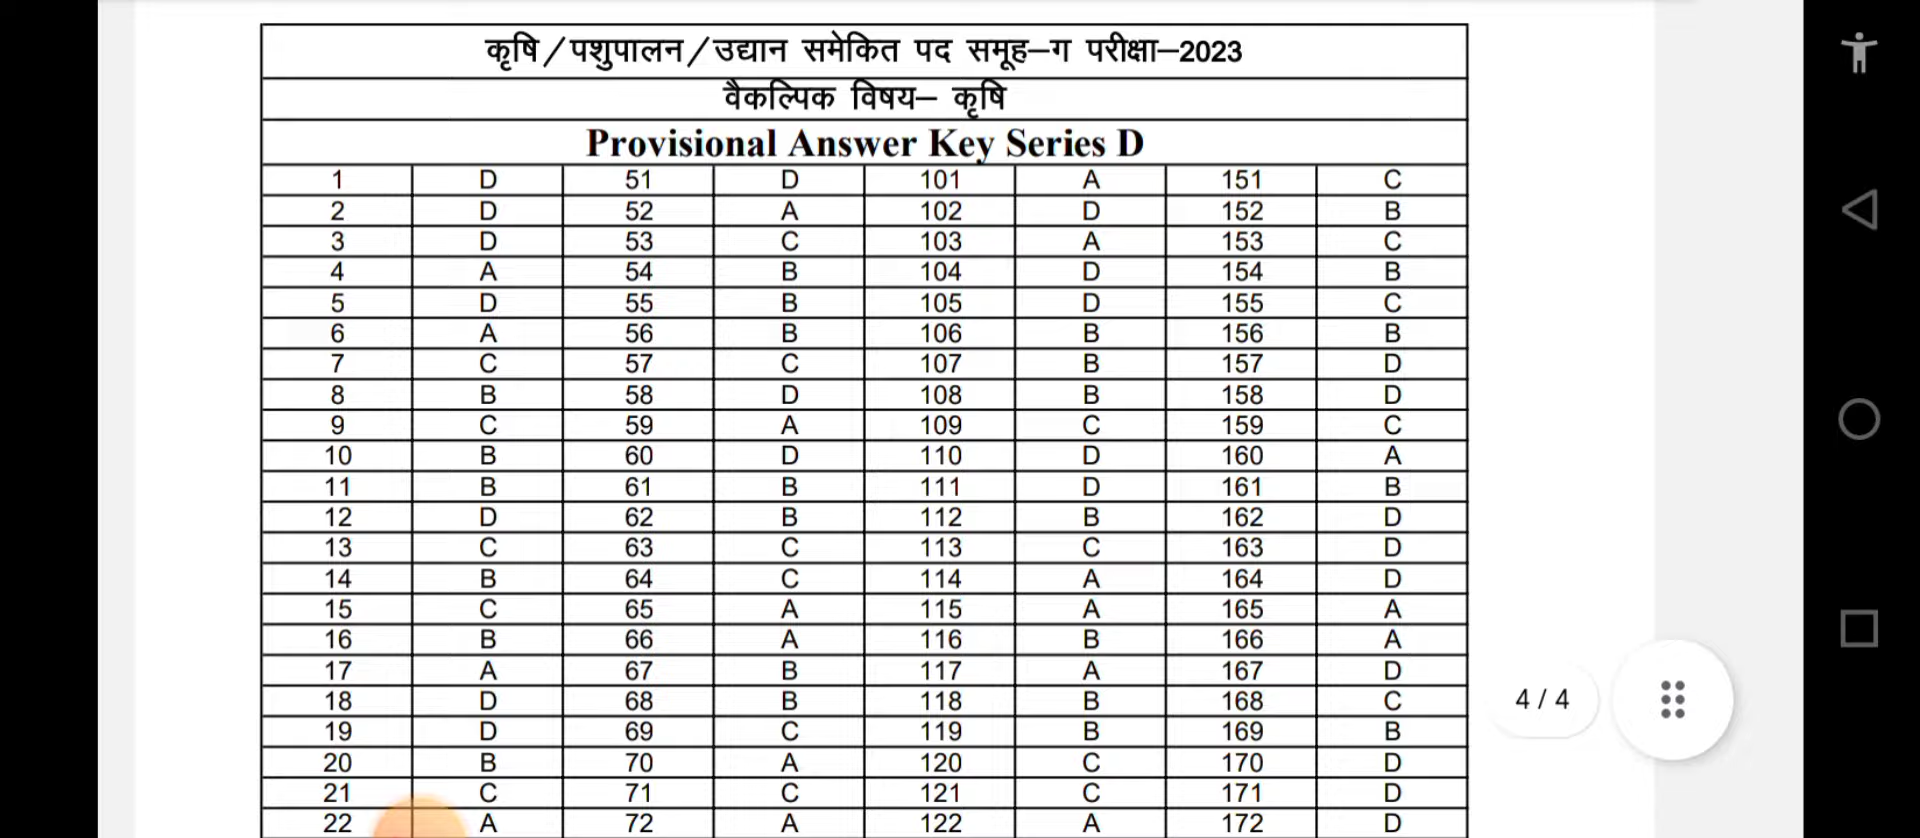 कृषि/पशुपालन/उद्यान समेकित पद समूह–ग परीक्षा–2023
वैकल्पिक विषय– कृषि
Provisional Answer Key Series D
1 D 51 D 101 A 151 C
2 D 52 A 102 D 152 B
3 D 53 C 103 A 153 C
4 A 54 B 104 D 154 B
5 D 55 B 105 D 155 C
6 A 56 B 106 B 156 B
7 C 57 C 107 B 157 D
8 B 58 D 108 B 158 D
9 C 59 A 109 C 159 C
10 B 60 D 110 D 160 A
11 B 61 B 111 D 161 B
12 D 62 B 112 B 162 D
13 C 63 C 113 C 163 D
14 B 64 C 114 A 164 D
15 C 65 A 115 A 165 A
16 B 66 A 116 B 166 A
17 A 67 B 117 A 167 D
18 D 68 B 118 B 168 C
19 D 69 C 119 B 169 B
20 B 70 A 120 C 170 D
21 C 71 C 121 C 171 D
22 A 72 A 122 A 172 D
4 / 4